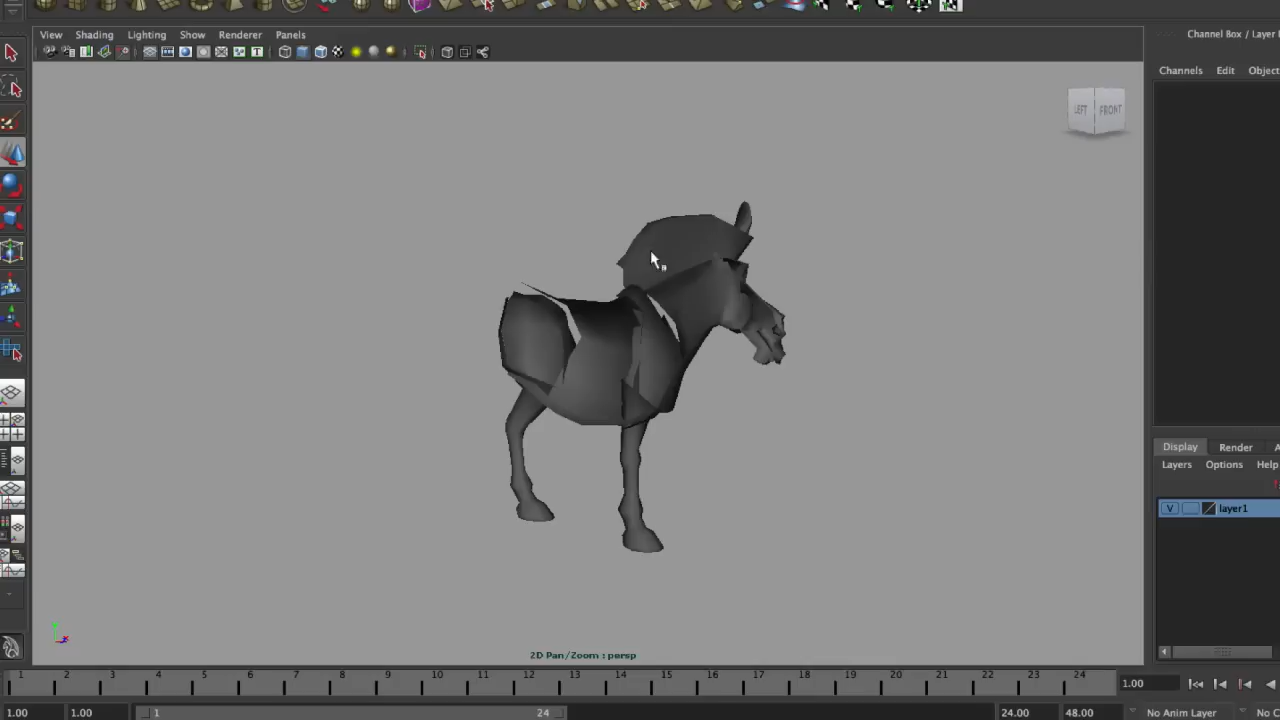 Channel Box / Layer
View Shading Lighting Show Renderer Panels
Channels Edit Object
LEFT FRONT
Display Render
Layers Options Help
V layer1
2D Pan/Zoom : persp
1 2 3 4 5 6 7 8 9 10 11 12 13 14 15 16 17 18 19 20 21 22 23 24 1.00
1.00 1.00 1 24 24.00 48.00 No Anim Layer No C